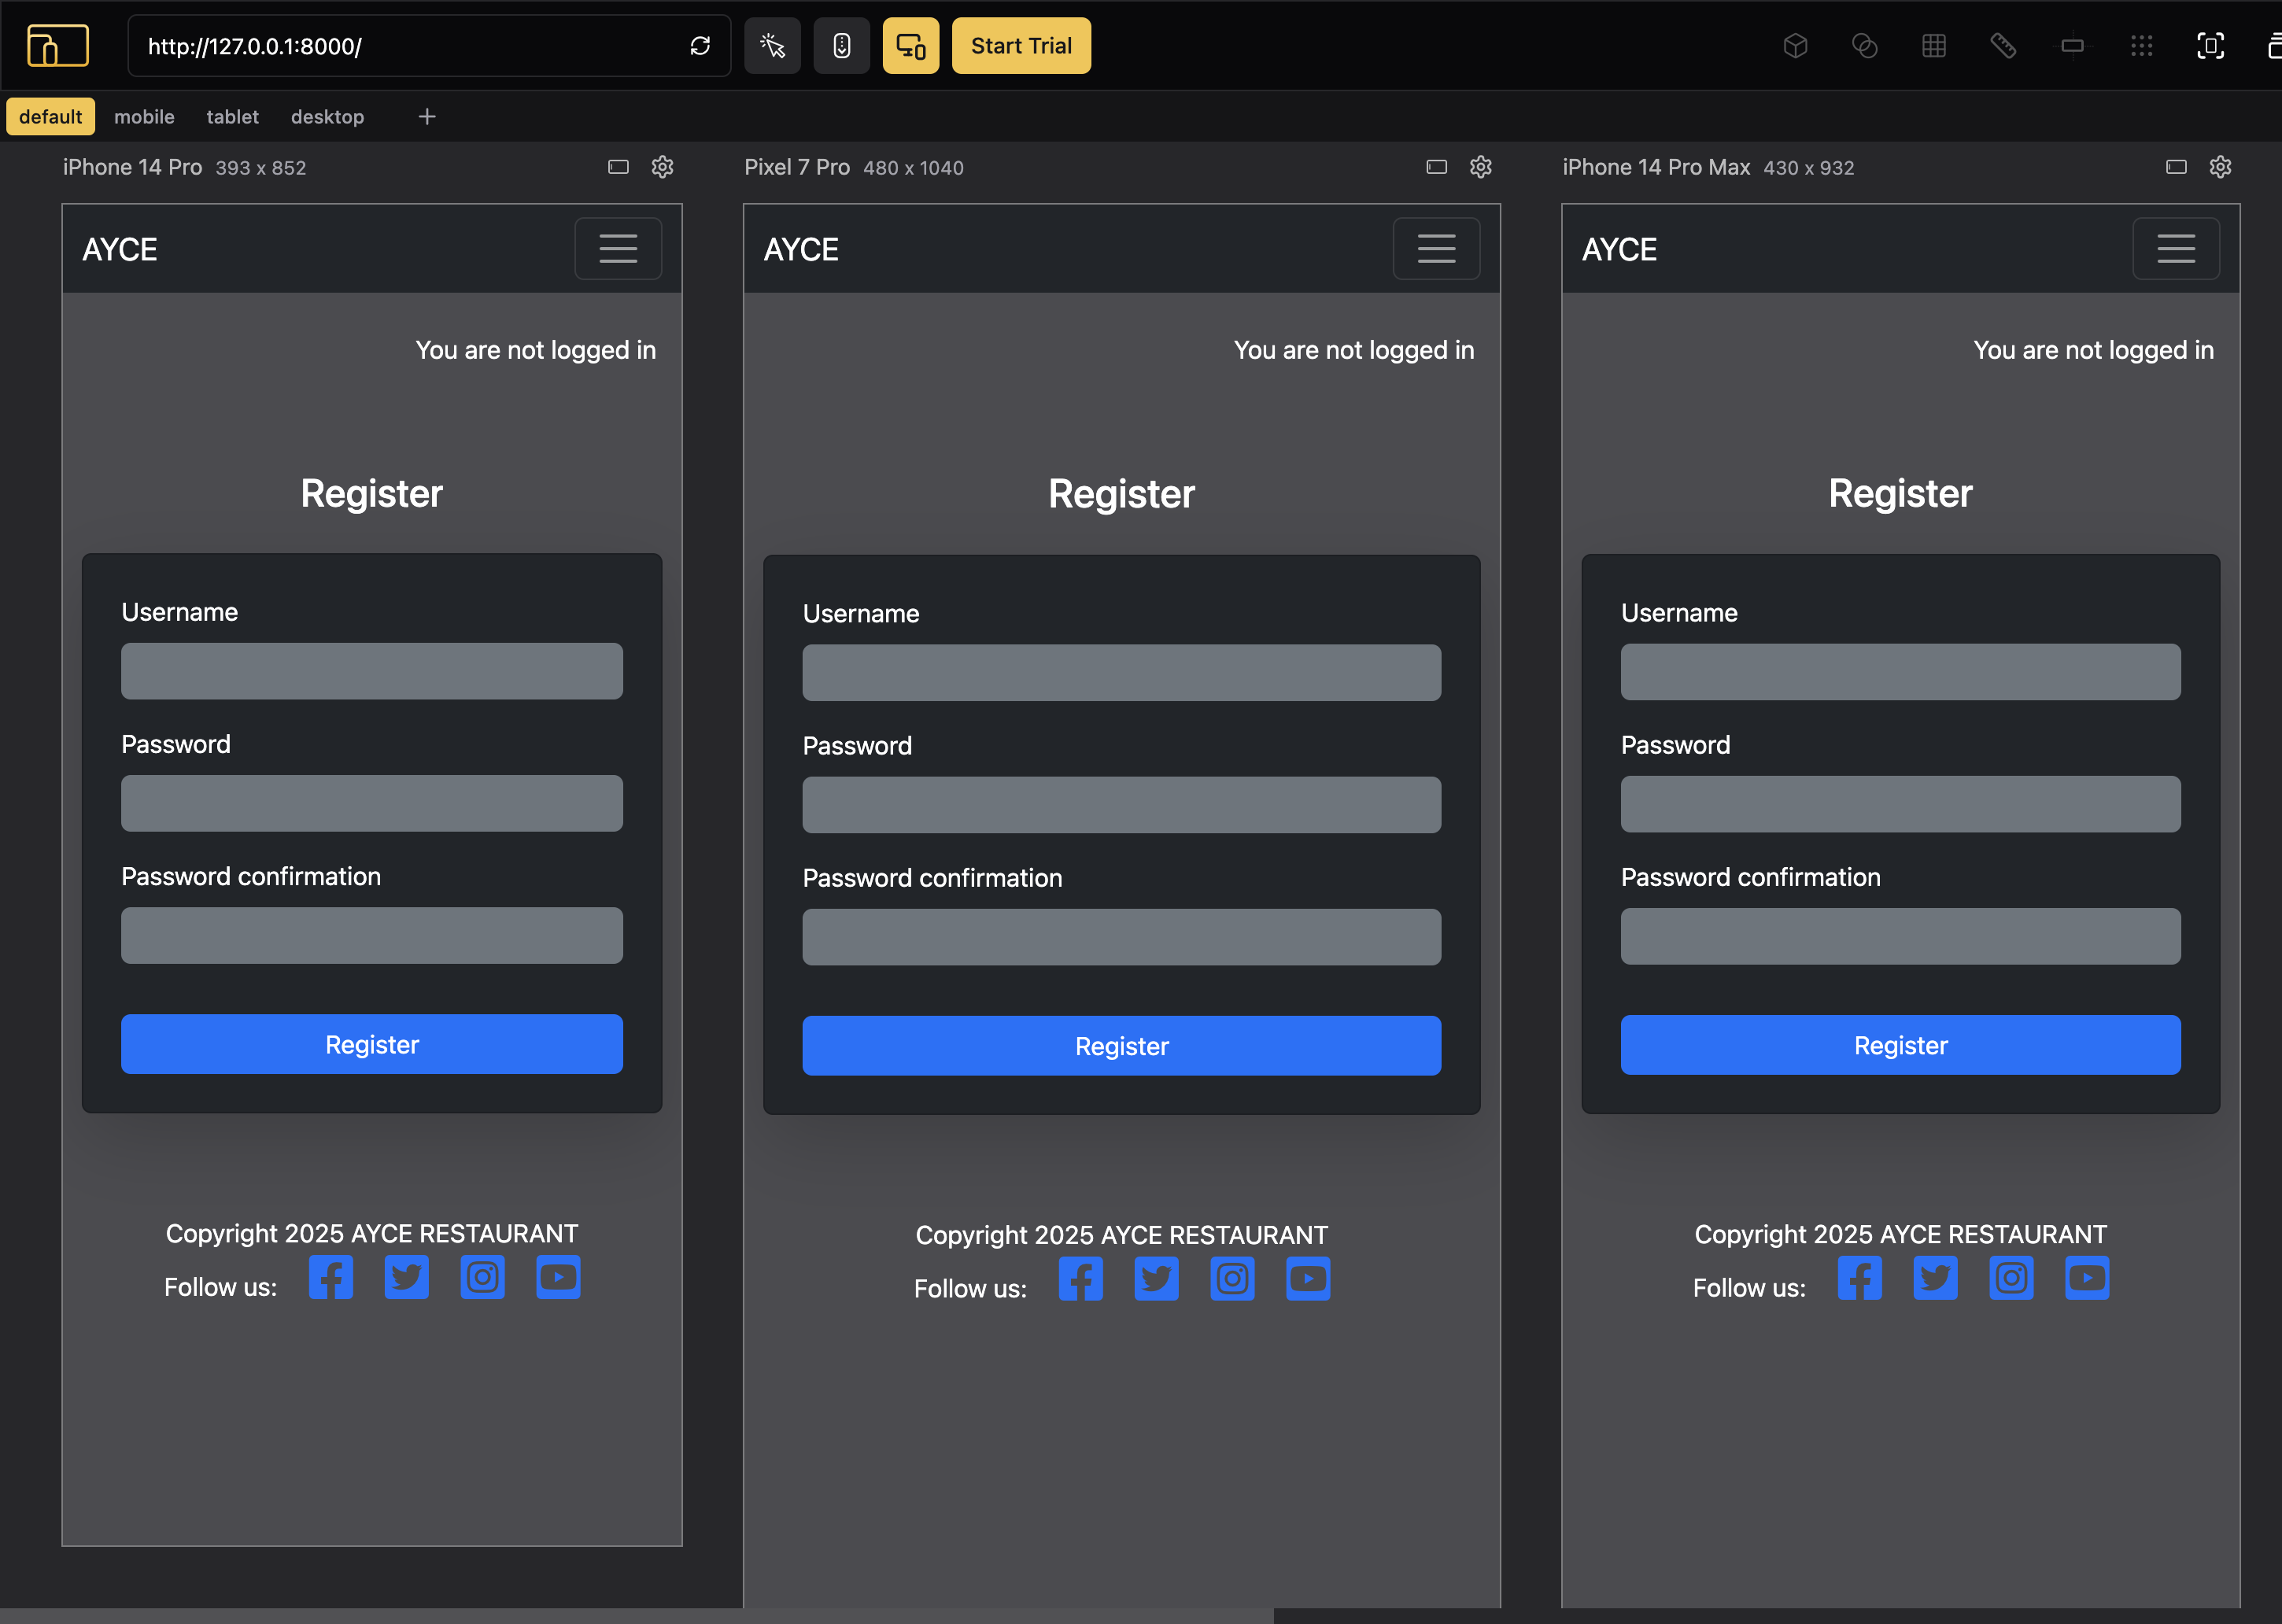 http://127.0.0.1:8000/
Start Trial
default mobile tablet desktop
iPhone 14 Pro 393 x 852
AYCE
You are not logged in
Register
Username
Password
Password confirmation
Register
Copyright 2025 AYCE RESTAURANT
Follow us:
Pixel 7 Pro 480 x 1040
AYCE
You are not logged in
Register
Username
Password
Password confirmation
Register
Copyright 2025 AYCE RESTAURANT
Follow us:
iPhone 14 Pro Max 430 x 932
AYCE
You are not logged in
Register
Username
Password
Password confirmation
Register
Copyright 2025 AYCE RESTAURANT
Follow us: